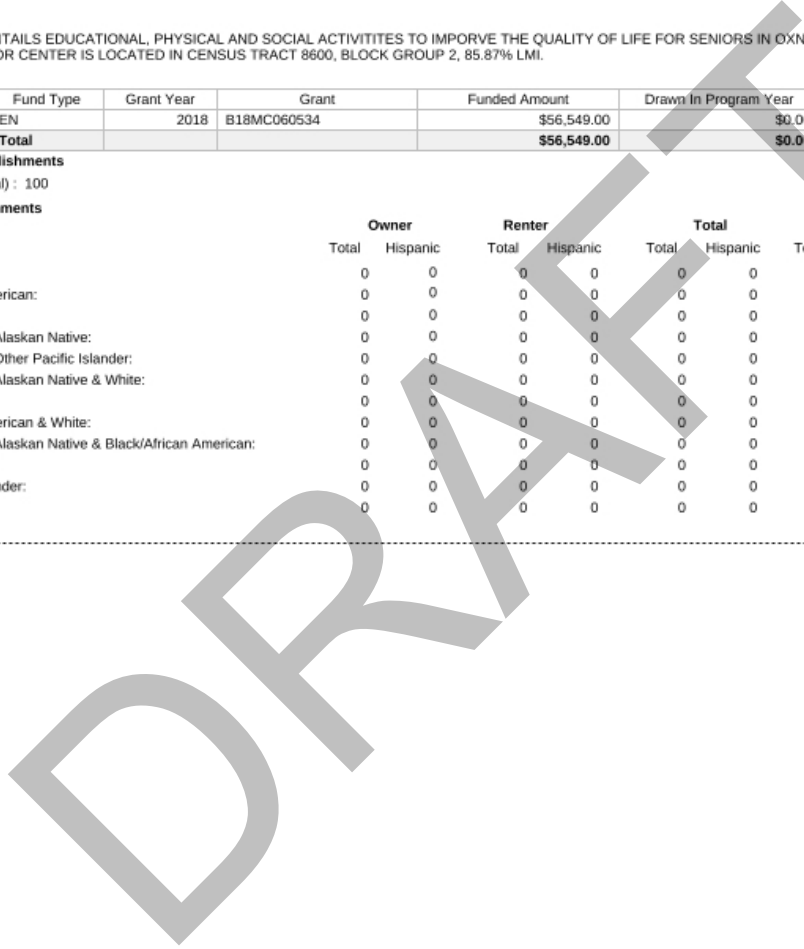 NTAILS EDUCATIONAL, PHYSICAL AND SOCIAL ACTIVITITES TO IMPORVE THE QUALITY OF LIFE FOR SENIORS IN OXN
OR CENTER IS LOCATED IN CENSUS TRACT 8600, BLOCK GROUP 2, 85.87% LMI.
Fund Type Grant Year Grant Funded Amount Drawn In Program Year
EN 2018 B18MC060534 $56,549.00 $0.0
Total $56,549.00 $0.0
lishments
al) : 100
ments
Owner Renter Total
Total Hispanic Total Hispanic Total Hispanic To
0 0 0 0 0 0
erican: 0 0 0 0 0 0
0 0 0 0 0 0
Alaskan Native: 0 0 0 0 0 0
Other Pacific Islander: 0 0 0 0 0 0
Alaskan Native & White: 0 0 0 0 0 0
0 0 0 0 0 0
erican & White: 0 0 0 0 0 0
Alaskan Native & Black/African American: 0 0 0 0 0 0
0 0 0 0 0 0
nder: 0 0 0 0 0 0
0 0 0 0 0 0
DRAFT